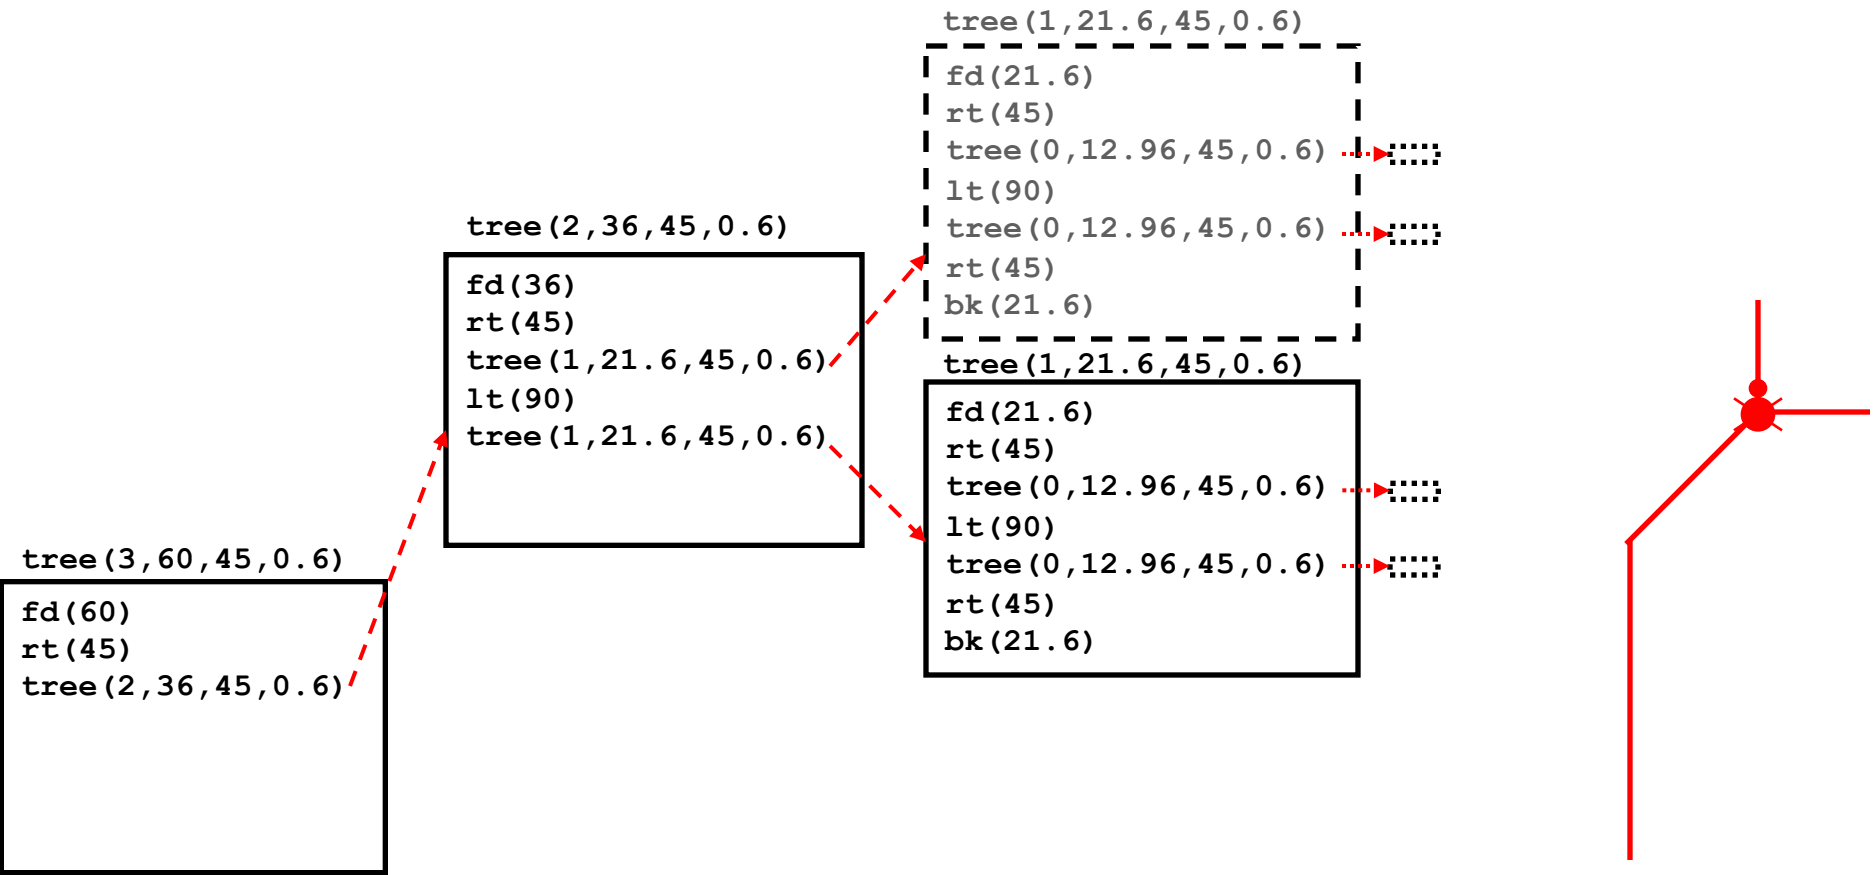 tree(1,21.6,45,0.6)
fd(21.6)
rt(45)
tree(0,12.96,45,0.6)
lt(90)
tree(0,12.96,45,0.6)
rt(45)
bk(21.6)
tree(2,36,45,0.6)
fd(36)
rt(45)
tree(1,21.6,45,0.6)
lt(90)
tree(1,21.6,45,0.6)
tree(1,21.6,45,0.6)
fd(21.6)
rt(45)
tree(0,12.96,45,0.6)
lt(90)
tree(0,12.96,45,0.6)
rt(45)
bk(21.6)
tree(3,60,45,0.6)
fd(60)
rt(45)
tree(2,36,45,0.6)